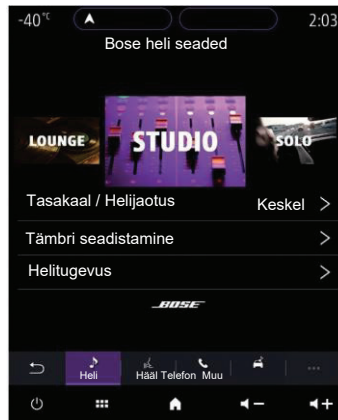 -40°C 2:03
Bose heli seaded
LOUNGE STUDIO SOLO
Tasakaal / Helijaotus Keskel >
Tämbri seadistamine >
Helitugevus >
BOSE
Heli Hääl Telefon Muu ...